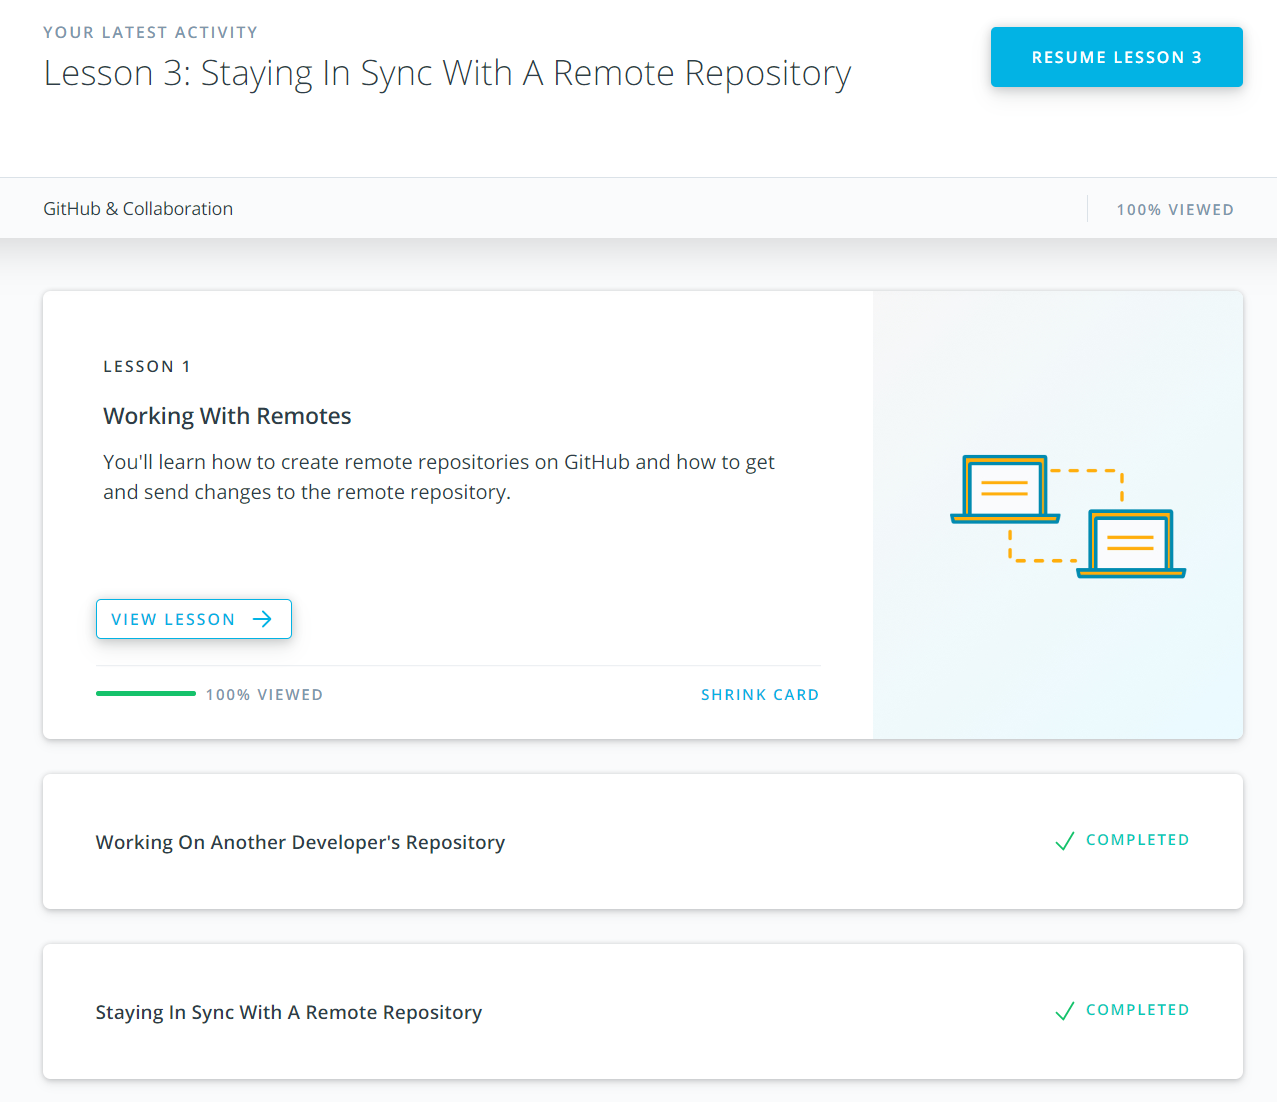 YOUR LATEST ACTIVITY
Lesson 3: Staying In Sync With A Remote Repository
RESUME LESSON 3
GitHub & Collaboration
100% VIEWED
LESSON 1
Working With Remotes
You'll learn how to create remote repositories on GitHub and how to get
and send changes to the remote repository.
VIEW LESSON
100% VIEWED
SHRINK CARD
Working On Another Developer's Repository
COMPLETED
Staying In Sync With A Remote Repository
COMPLETED